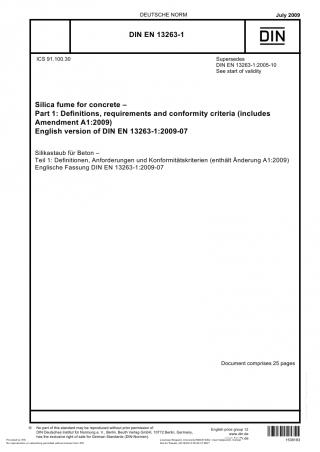 DEUTSCHE NORM
July 2009
DIN EN 13263-1
DIN
ICS 91.100.30
Supersedes
DIN EN 13263-1:2005-10
See start of validity
Silica fume for concrete –
Part 1: Definitions, requirements and conformity criteria (includes
Amendment A1:2009)
English version of DIN EN 13263-1:2009-07
Silikastaub für Beton –
Teil 1: Definitionen, Anforderungen und Konformitätskriterien (enthält Änderung A1:2009)
Englische Fassung DIN EN 13263-1:2009-07
Document comprises 25 pages
© No part of this standard may be reproduced without prior permission of
DIN Deutsches Institut für Normung e. V., Berlin. Beuth Verlag GmbH, 10772 Berlin, Germany,
has the exclusive right of sale for German Standards (DIN-Normen).
English price group 12
www.din.de